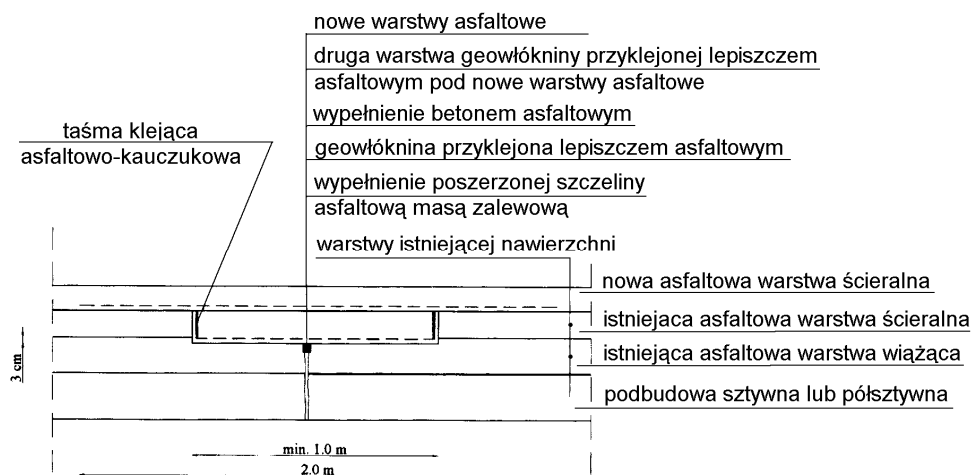 nowe warstwy asfaltowe
druga warstwa geowłókniny przyklejonej lepiszczem
asfaltowym pod nowe warstwy asfaltowe
wypełnienie betonem asfaltowym
taśma klejąca
asfaltowo-kauczukowa
geowłóknina przyklejona lepiszczem asfaltowym
wypełnienie poszerzonej szczeliny
asfaltową masą zalewową
warstwy istniejącej nawierzchni
nowa asfaltowa warstwa ścieralna
istniejaca asfaltowa warstwa ścieralna
istniejąca asfaltowa warstwa wiążąca
podbudowa sztywna lub półsztywna
3 cm
min. 1.0 m
2.0 m